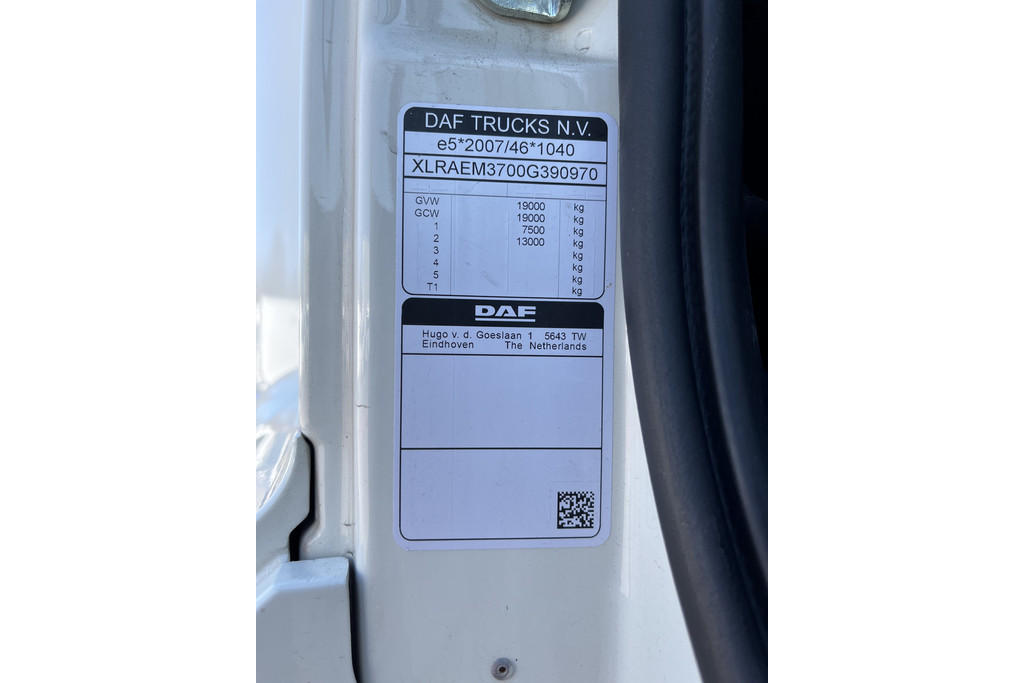 DAF TRUCKS N.V.
e5*2007/46*1040
XLRAEM3700G390970
GVW 19000 kg
GCW 19000 kg
1 7500 kg
2 13000 kg
3 kg
4 kg
5 kg
T1 kg
DAF
Hugo v. d. Goeslaan 1 5643 TW
Eindhoven The Netherlands